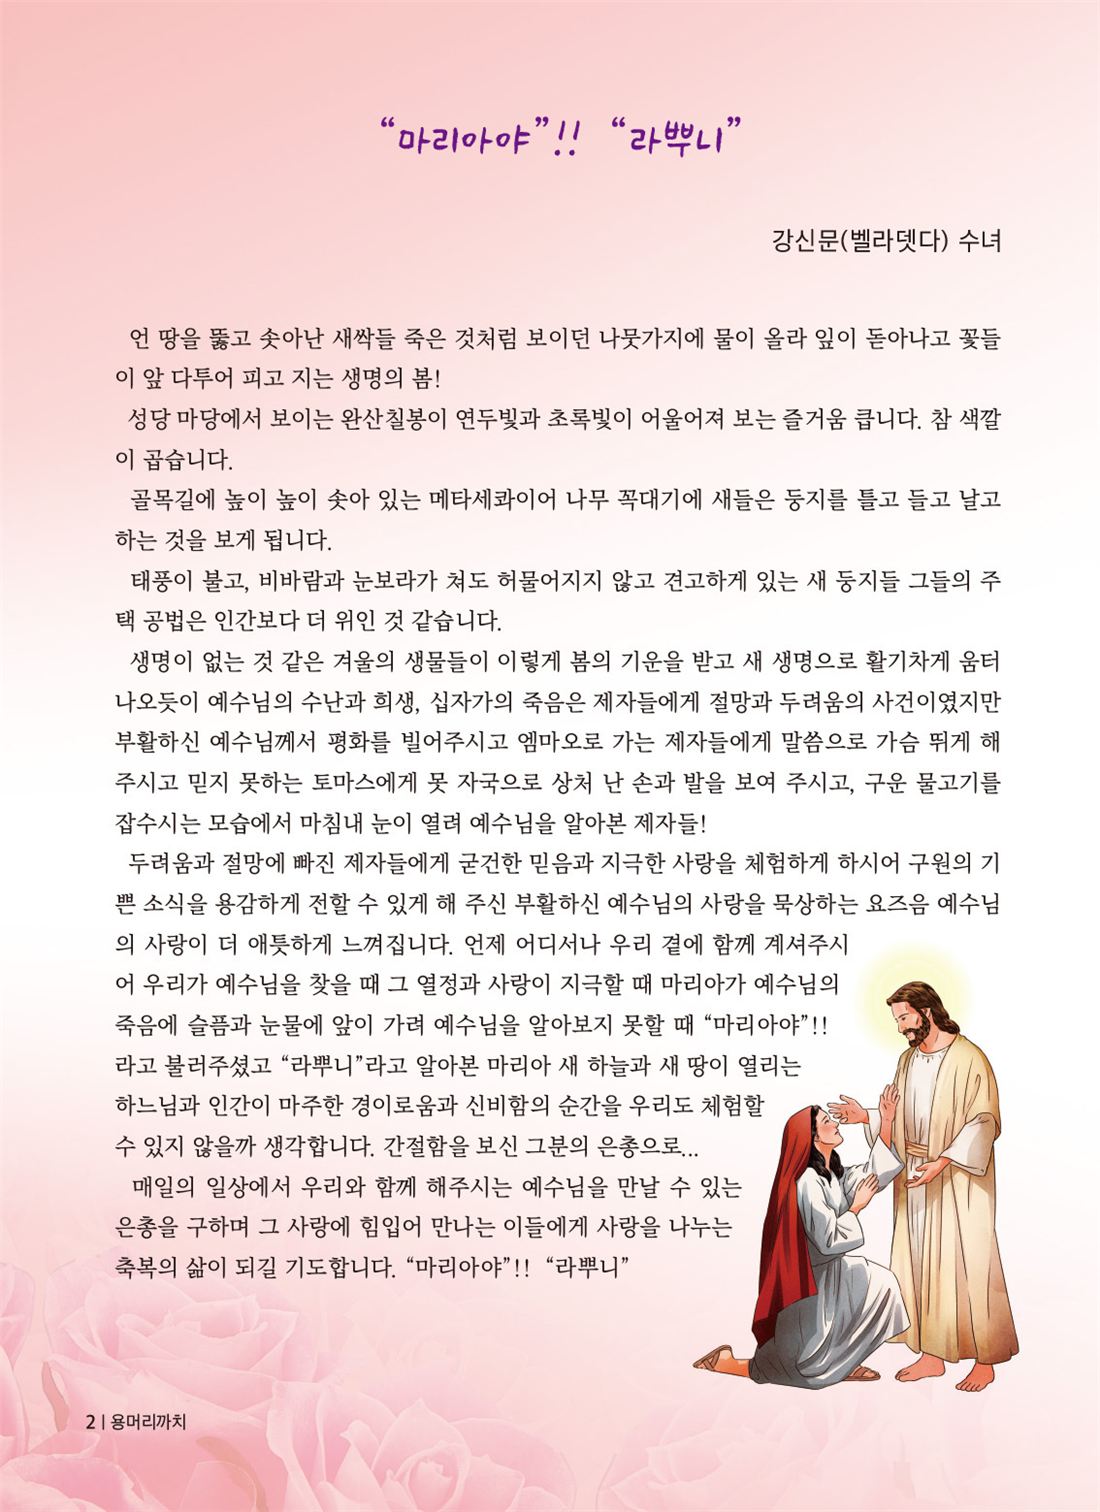 “마리아야”!! “라뿌니”
강신문(벨라뎃다) 수녀
언 땅을 뚫고 솟아난 새싹들 죽은 것처럼 보이던 나뭇가지에 물이 올라 잎이 돋아나고 꽃들
이 앞 다투어 피고 지는 생명의 봄!
성당 마당에서 보이는 완산칠봉이 연두빛과 초록빛이 어울어져 보는 즐거움 큽니다. 참 색깔
이 곱습니다.
골목길에 높이 높이 솟아 있는 메타세콰이어 나무 꼭대기에 새들은 둥지를 틀고 들고 날고
하는 것을 보게 됩니다.
태풍이 불고, 비바람과 눈보라가 쳐도 허물어지지 않고 견고하게 있는 새 둥지들 그들의 주
택 공법은 인간보다 더 위인 것 같습니다.
생명이 없는 것 같은 겨울의 생물들이 이렇게 봄의 기운을 받고 새 생명으로 활기차게 움터
나오듯이 예수님의 수난과 희생, 십자가의 죽음은 제자들에게 절망과 두려움의 사건이였지만
부활하신 예수님께서 평화를 빌어주시고 엠마오로 가는 제자들에게 말씀으로 가슴 뛰게 해
주시고 믿지 못하는 토마스에게 못 자국으로 상처 난 손과 발을 보여 주시고, 구운 물고기를
잡수시는 모습에서 마침내 눈이 열려 예수님을 알아본 제자들!
두려움과 절망에 빠진 제자들에게 굳건한 믿음과 지극한 사랑을 체험하게 하시어 구원의 기
쁜 소식을 용감하게 전할 수 있게 해 주신 부활하신 예수님의 사랑을 묵상하는 요즈음 예수님
의 사랑이 더 애틋하게 느껴집니다. 언제 어디서나 우리 곁에 함께 계셔주시
어 우리가 예수님을 찾을 때 그 열정과 사랑이 지극할 때 마리아가 예수님의
죽음에 슬픔과 눈물에 앞이 가려 예수님을 알아보지 못할 때 “마리아야”!!
라고 불러주셨고 “라뿌니”라고 알아본 마리아 새 하늘과 새 땅이 열리는
하느님과 인간이 마주한 경이로움과 신비함의 순간을 우리도 체험할
수 있지 않을까 생각합니다. 간절함을 보신 그분의 은총으로...
매일의 일상에서 우리와 함께 해주시는 예수님을 만날 수 있는
은총을 구하며 그 사랑에 힘입어 만나는 이들에게 사랑을 나누는
축복의 삶이 되길 기도합니다. “마리아야”!! “라뿌니”
2 | 용머리까치